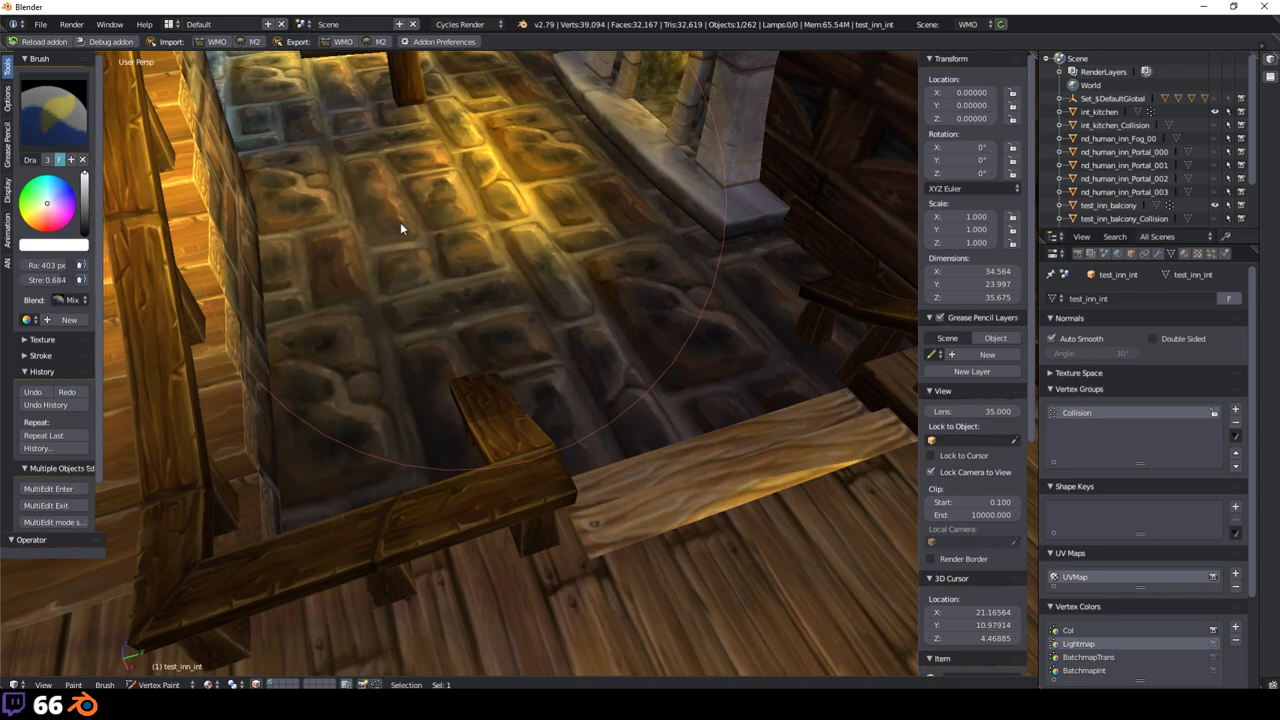 Blender
File Render Window Help Default Scene Cycles Render v2.79 | Verts:39,094 | Faces:32,167 | Tris:32,619 | Objects:1/262 | Lamps:0/0 | Mem:65.54M | test_inn_int Scene: WMO
Reload addon Debug addon Import: WMO M2 Export: WMO M2 Addon Preferences
Tools
Options
Grease Pencil
Display
Animation
AN
Brush
Dra 3 F
Ra: 403 px
Stre: 0.684
Blend: Mix
New
Texture
Stroke
History
Undo Redo
Undo History
Repeat:
Repeat Last
History...
Multiple Objects Ed
MultiEdit Enter
MultiEdit Exit
MultiEdit mode s...
Operator
User Persp
(1) test_inn_int
Transform
Location:
X: 0.00000
Y: 0.00000
Z: 0.00000
Rotation:
X: 0°
Y: 0°
Z: 0°
XYZ Euler
Scale:
X: 1.000
Y: 1.000
Z: 1.000
Dimensions:
X: 34.564
Y: 23.997
Z: 35.675
Grease Pencil Layers
Scene Object
New
New Layer
View
Lens: 35.000
Lock to Object:
Lock to Cursor
Lock Camera to View
Clip:
Start: 0.100
End: 10000.000
Local Camera:
Render Border
3D Cursor
Location:
X: 21.16564
Y: 10.97914
Z: 4.46885
Item
Scene
RenderLayers
World
Set_$DefaultGlobal
int_kitchen
int_kitchen_Collision
nd_human_inn_Fog_00
nd_human_inn_Portal_000
nd_human_inn_Portal_001
nd_human_inn_Portal_002
nd_human_inn_Portal_003
test_inn_balcony
test_inn_balcony_Collision
View Search All Scenes
test_inn_int test_inn_int
test_inn_int F
Normals
Auto Smooth Double Sided
Angle: 30°
Texture Space
Vertex Groups
Collision
Shape Keys
UV Maps
UVMap
Vertex Colors
Col
Lightmap
BatchmapTrans
BatchmapInt
View Paint Brush Vertex Paint Selection Sel: 1
66